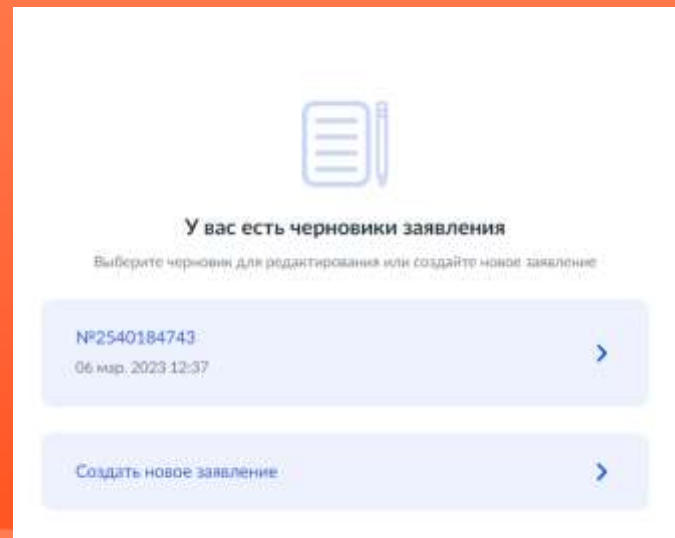 У вас есть черновики заявления
Выберите черновик для редактирования или создайте новое заявление
№2540184743
06 мар. 2023 12:37
Создать новое заявление